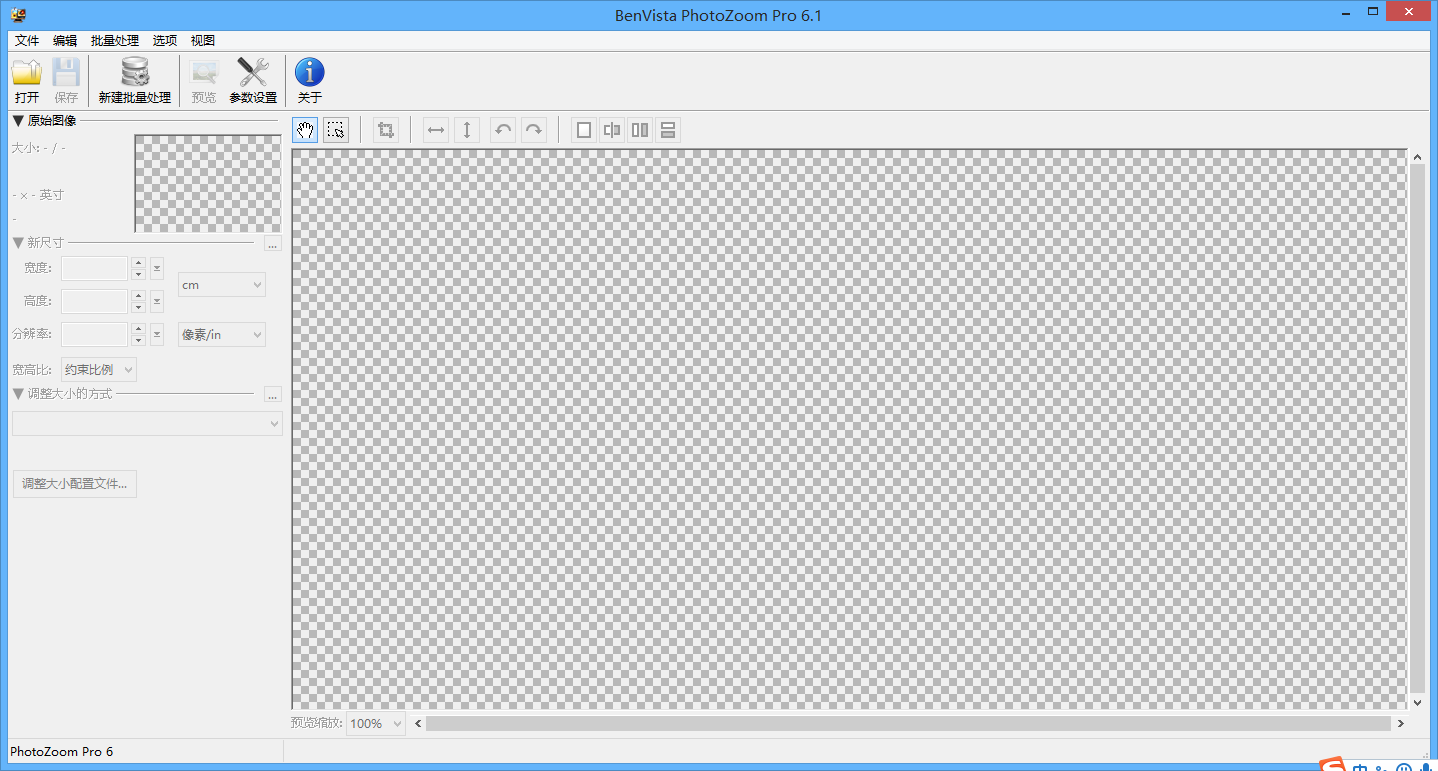 BenVista PhotoZoom Pro 6.1
文件 编辑 批量处理 选项 视图
打开 保存 新建批量处理 预览 参数设置 关于
原始图像
大小: - / -
- × - 英寸
-
新尺寸 ...
宽度:
cm
高度:
分辨率: 像素/in
宽高比: 约束比例
调整大小的方式 ...
调整大小配置文件...
预览缩放: 100%
PhotoZoom Pro 6
中